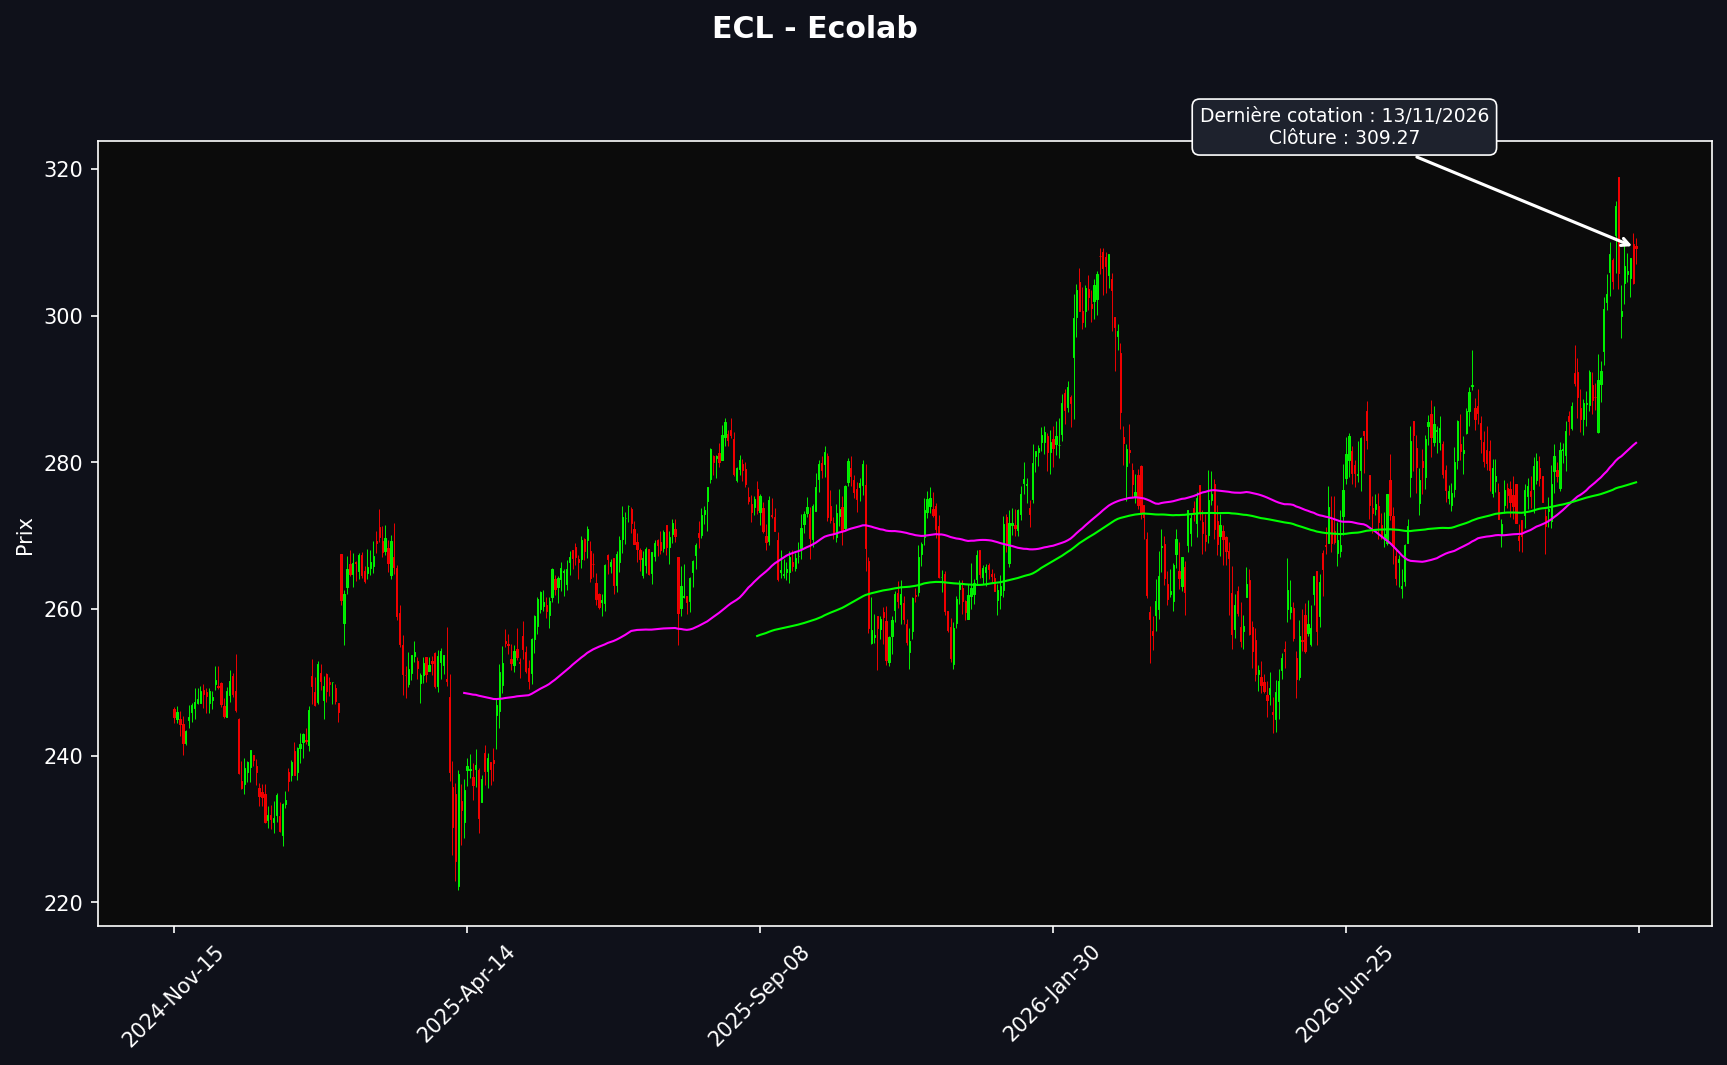 ECL - Ecolab
Dernière cotation : 13/11/2026
Clôture : 309.27
320
300
280
260
240
220
Prix
2024-Nov-15
2025-Apr-14
2025-Sep-08
2026-Jan-30
2026-Jun-25